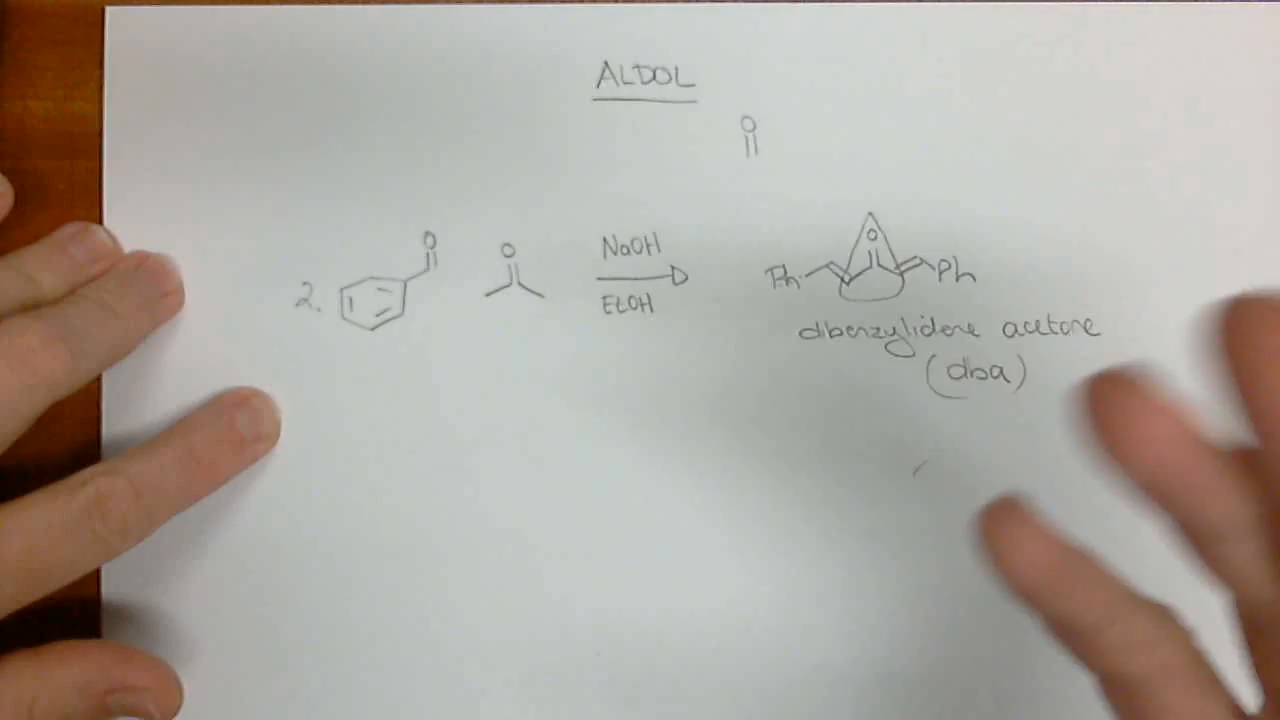 ALDOL
O
2. O O NaOH EtOH Ph O Ph
dibenzylidene acetone
(dba)